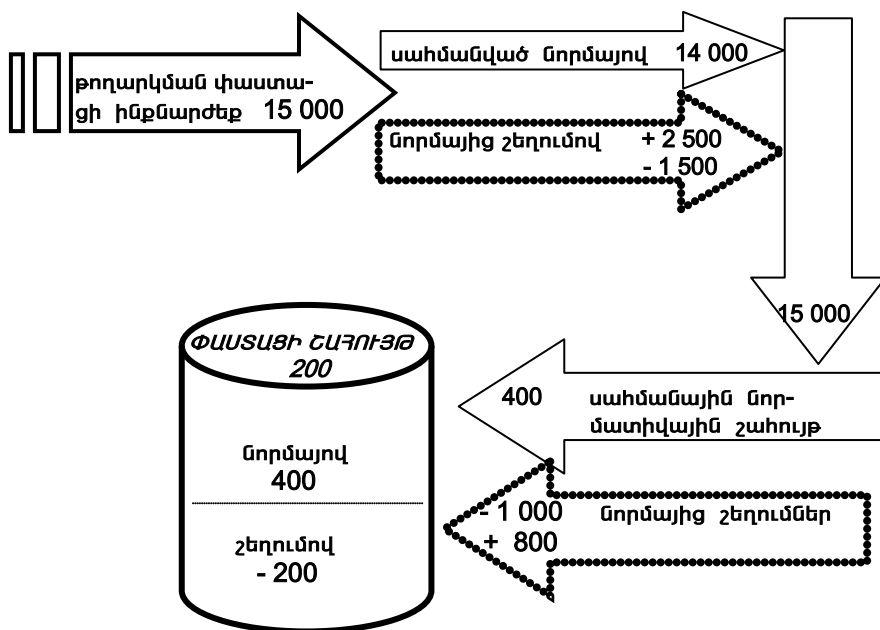 թողարկման փաստա-
ցի ինքնարժեք 15 000
սահմանված նորմայով 14 000
նորմայից շեղումով + 2 500
- 1 500
15 000
400 սահմանային նոր-
մատիվային շահույթ
- 1 000 նորմայից շեղումներ
+ 800
ՓԱՍՏԱՑԻ ՇԱՀՈՒՅԹ
200
նորմայով
400
շեղումով
- 200